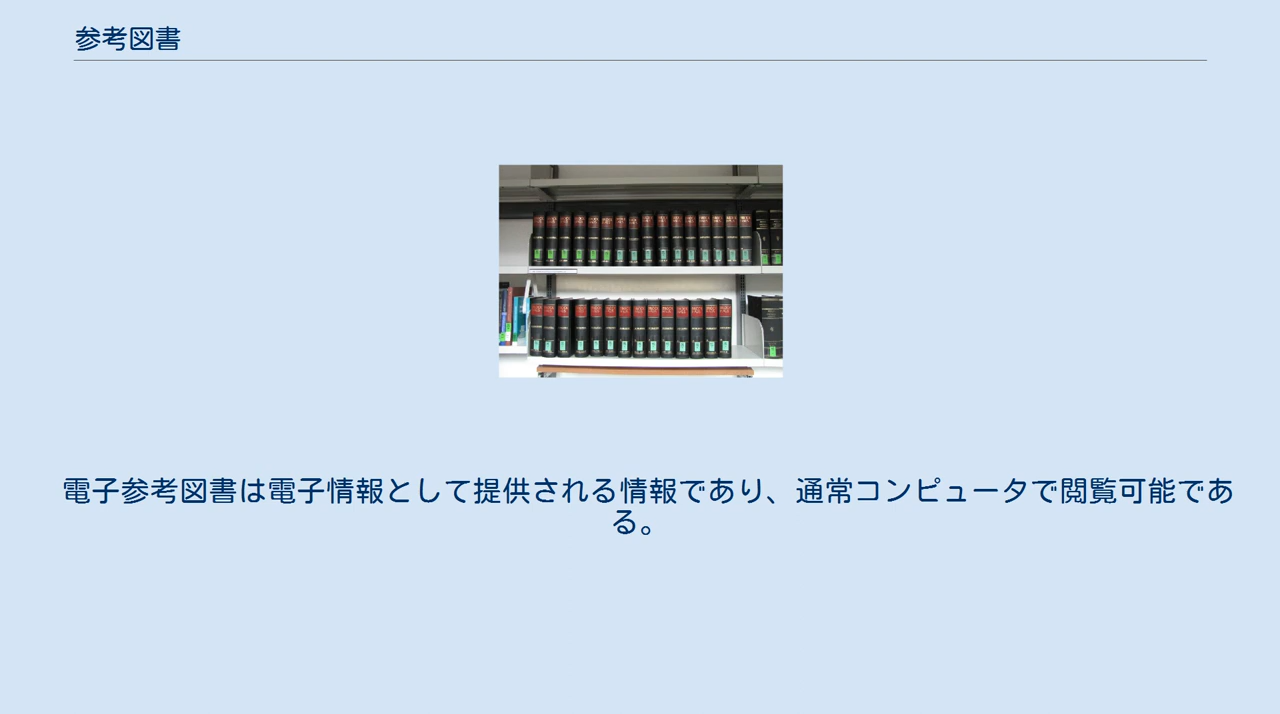 参考図書
電子参考図書は電子情報として提供される情報であり、通常コンピュータで閲覧可能であ
る。